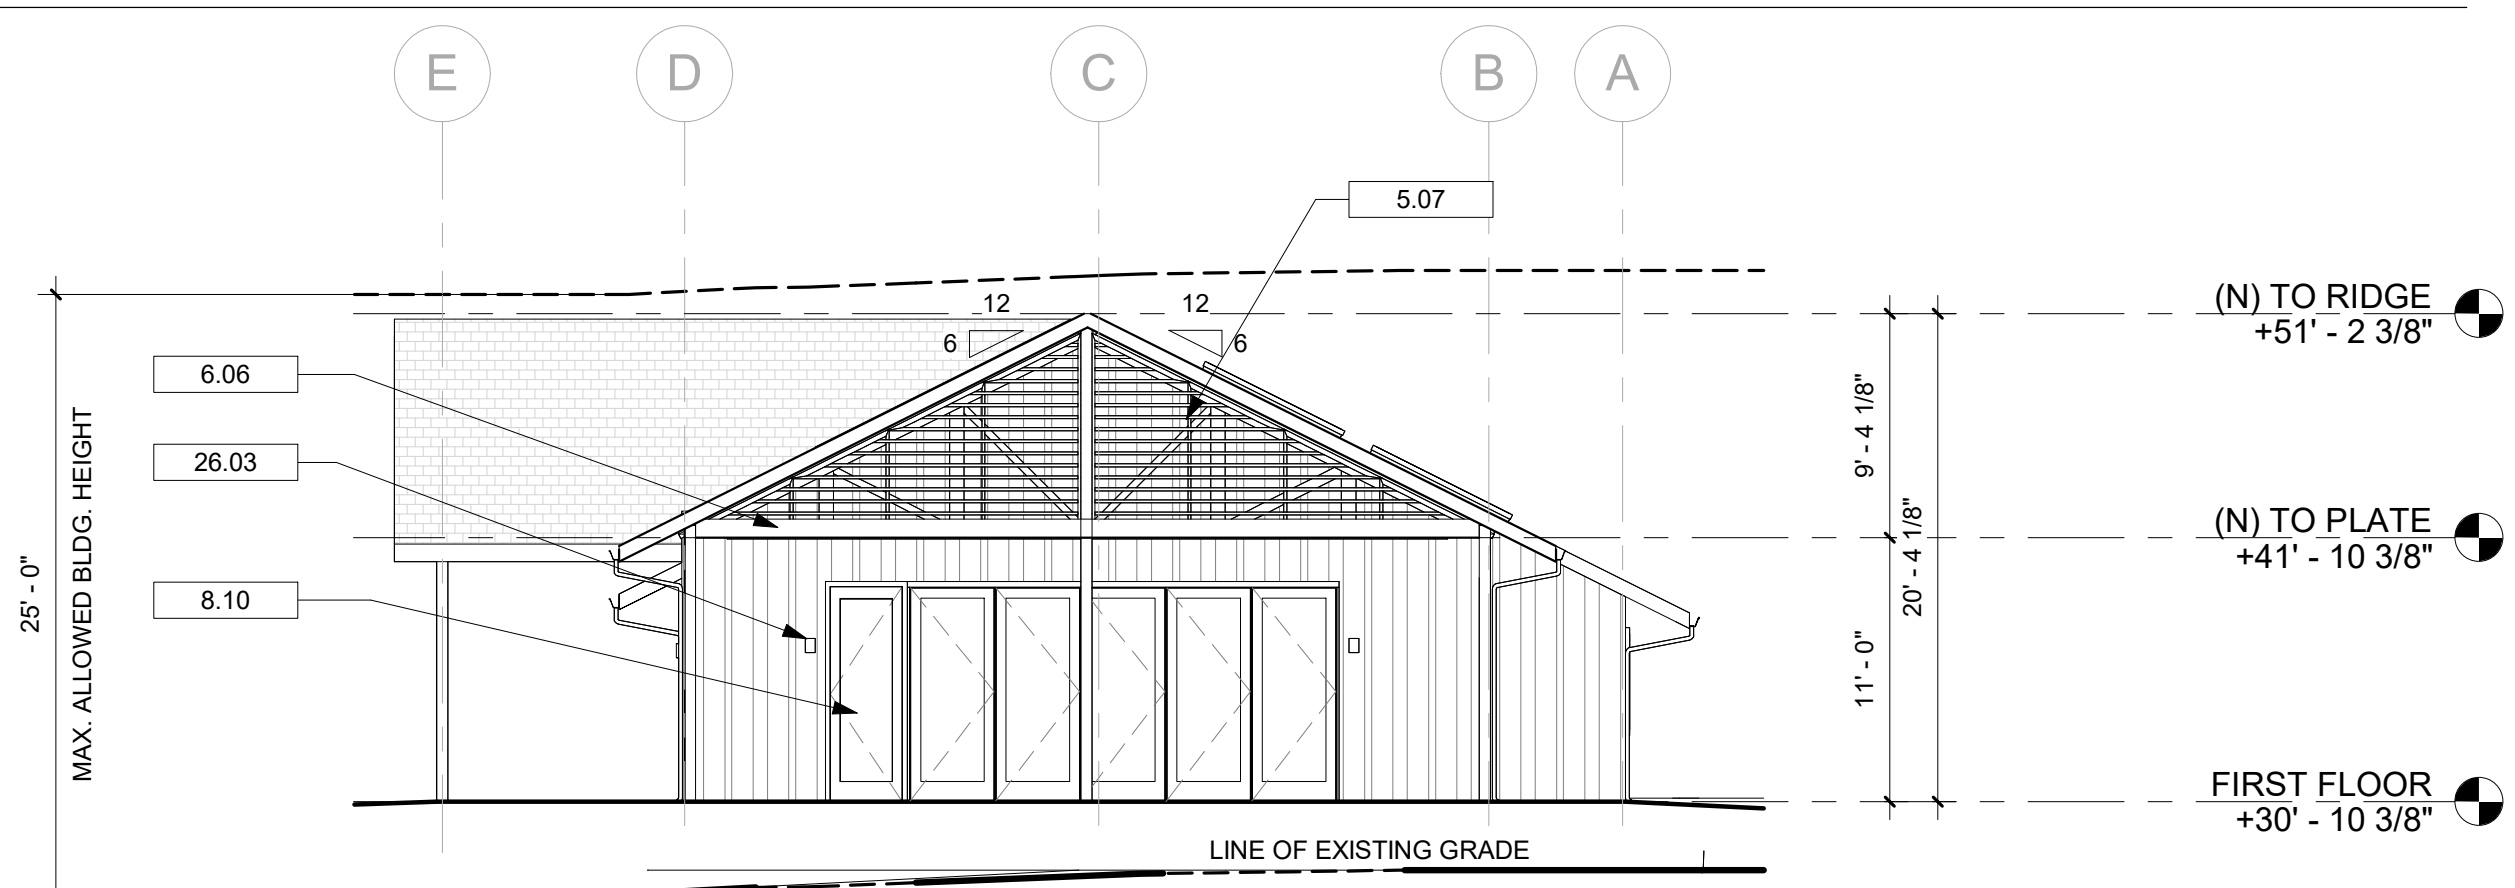 E
D
C
B
A
5.07
12
12
6
6
(N) TO RIDGE
+51' - 2 3/8"
6.06
26.03
8.10
25' - 0"
MAX. ALLOWED BLDG. HEIGHT
9' - 4 1/8"
20' - 4 1/8"
11' - 0"
(N) TO PLATE
+41' - 10 3/8"
FIRST FLOOR
+30' - 10 3/8"
LINE OF EXISTING GRADE